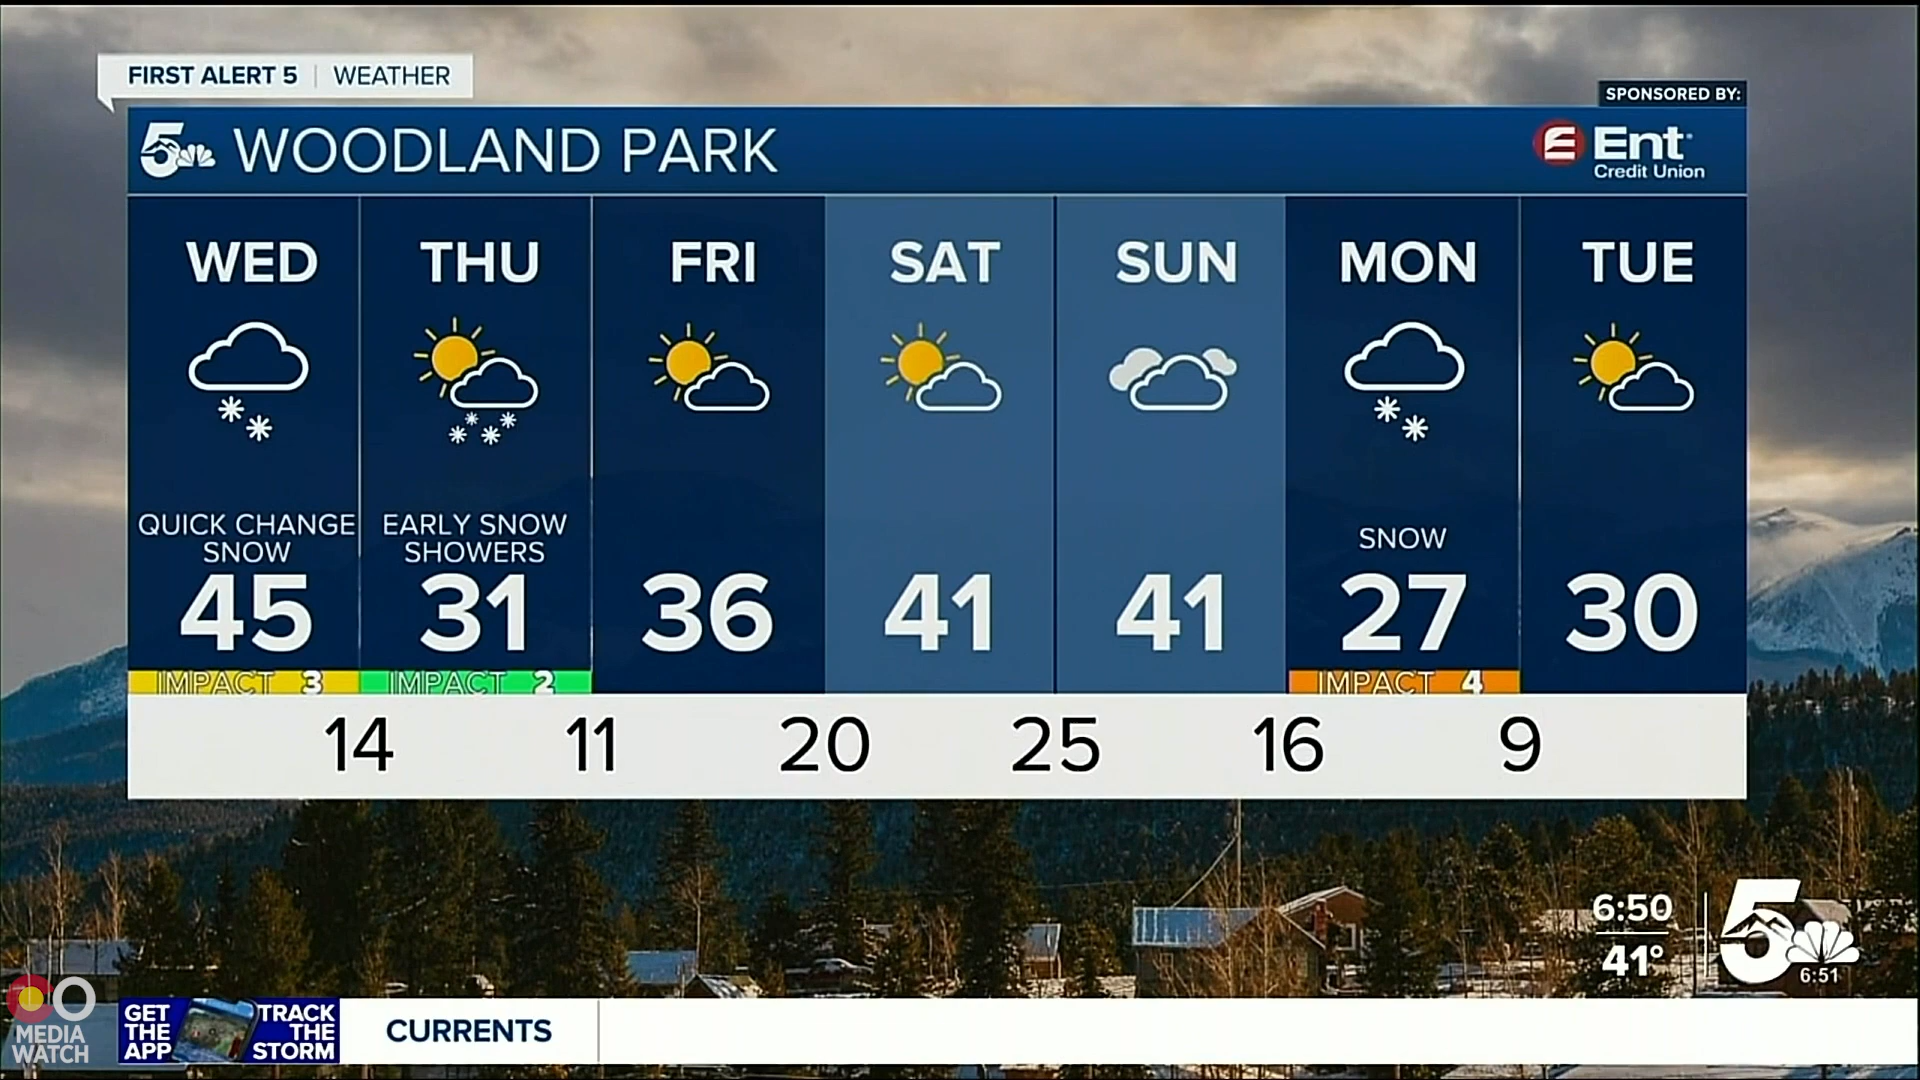 FIRST ALERT 5 | WEATHER
SPONSORED BY:
5 WOODLAND PARK
Ent
Credit Union
WED THU FRI SAT SUN MON TUE
QUICK CHANGE SNOW
EARLY SNOW SHOWERS
SNOW
45 31 36 41 41 27 30
IMPACT 3
IMPACT 2
IMPACT 4
14 11 20 25 16 9
6:50
41°
5
6:51
CO
MEDIA
WATCH
GET
THE
APP
TRACK
THE
STORM
CURRENTS